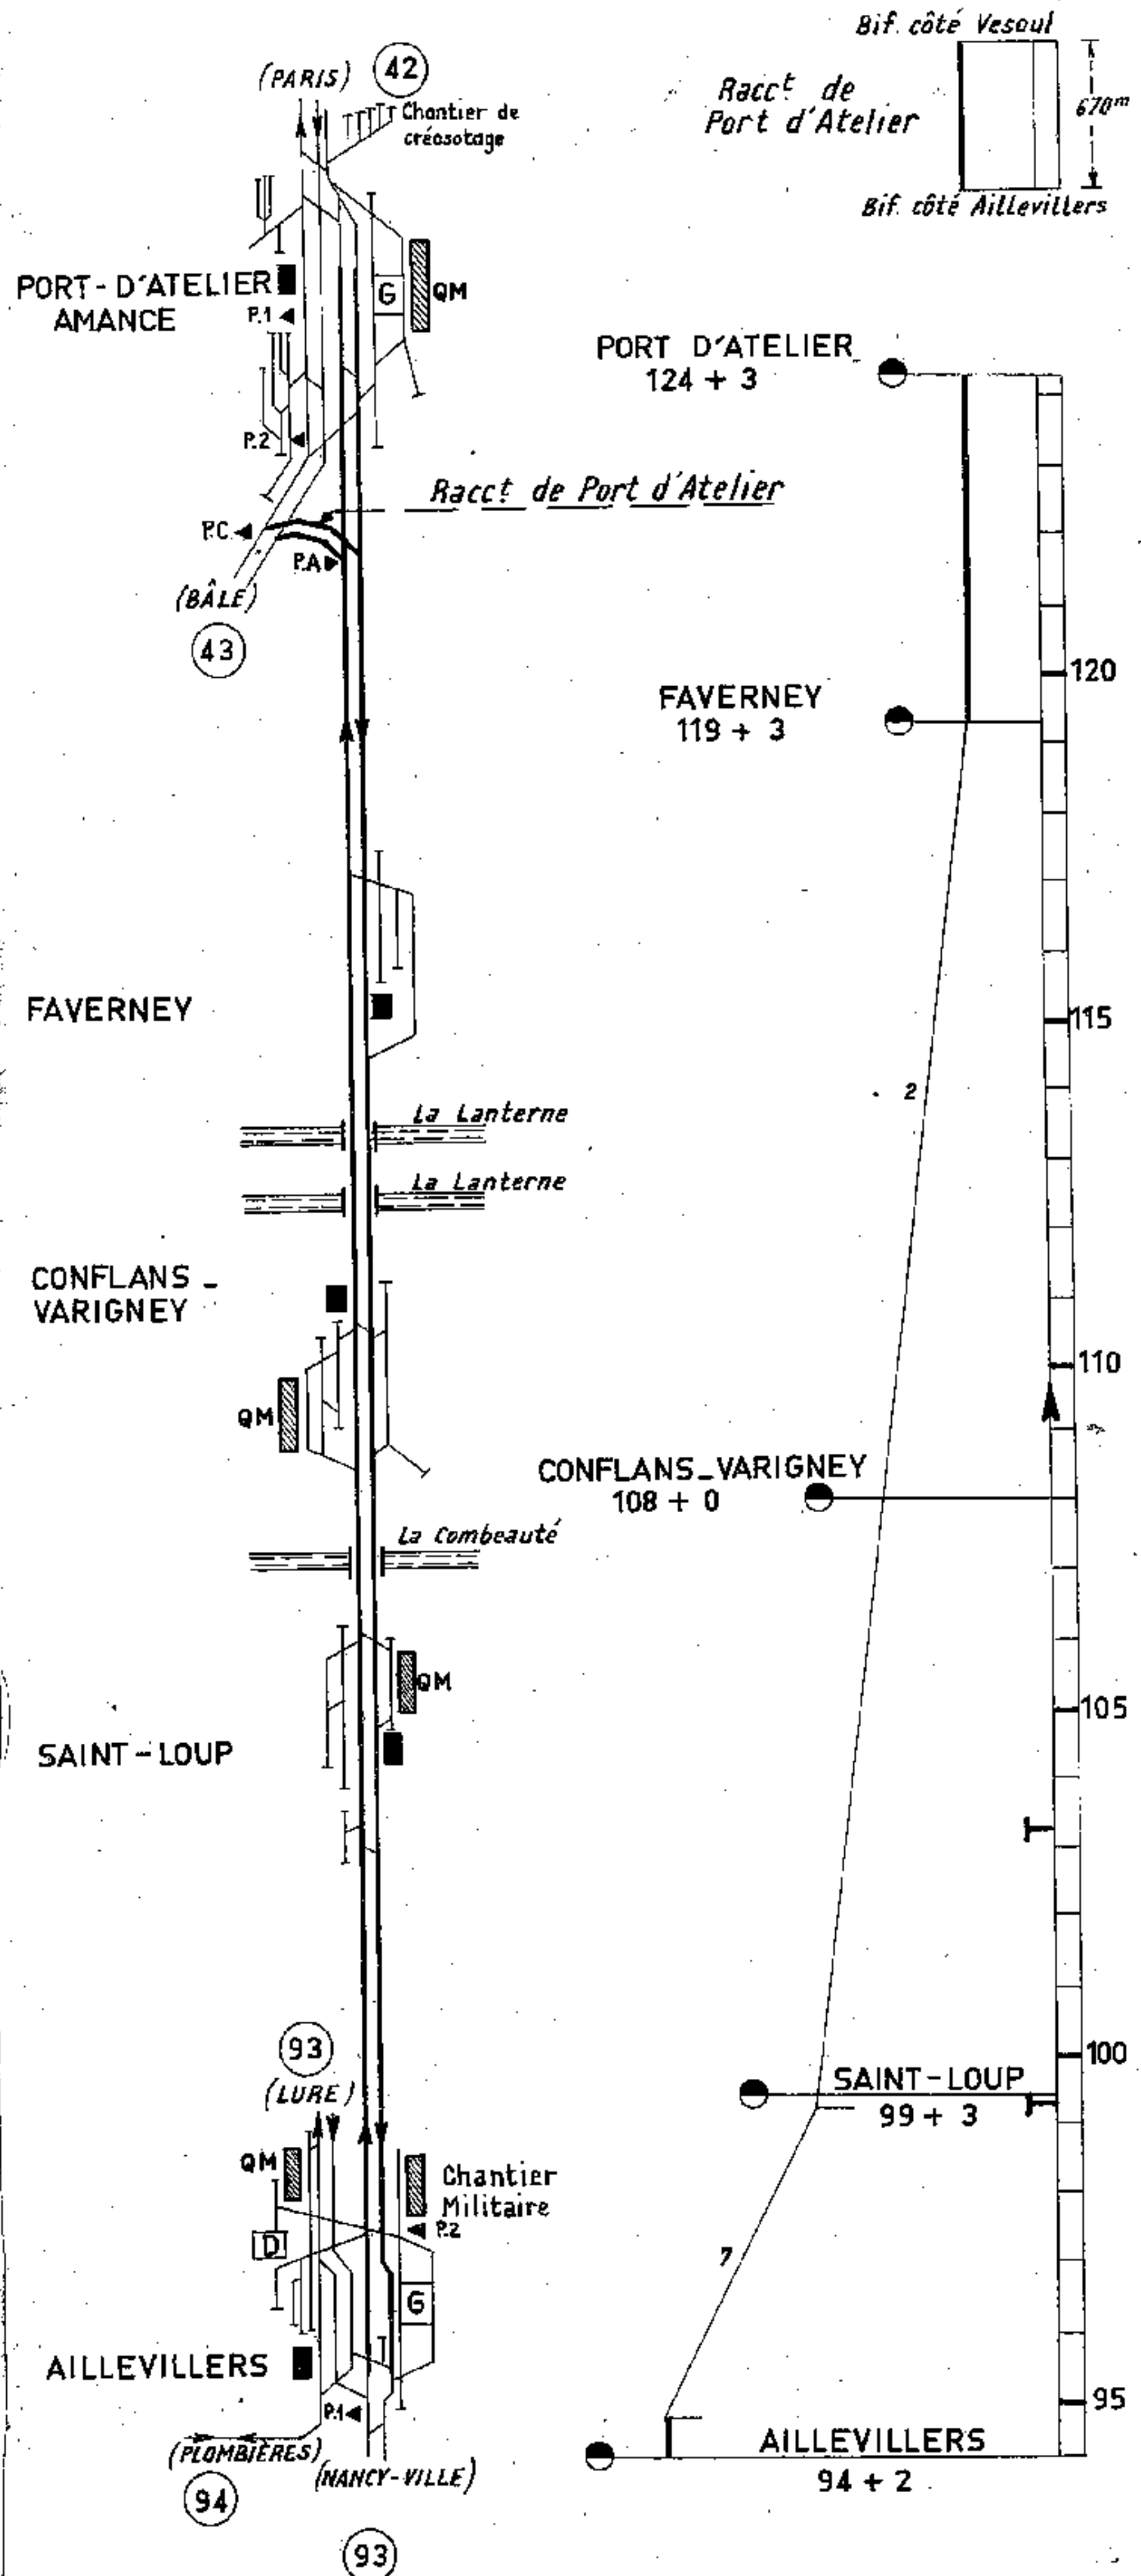 Bif. côté Vesoul
Racct de
Port d'Atelier
670m
Bif. côté Aillevillers
(PARIS)
42
Chantier de
créosotage
PORT-D'ATELIER
AMANCE
P.1
G
QM
P.2
Racct de Port d'Atelier
P.C
P.A
(BÂLE)
43
PORT D'ATELIER
124 + 3
120
FAVERNEY
119 + 3
FAVERNEY
115
2
La Lanterne
La Lanterne
CONFLANS -
VARIGNEY
110
QM
CONFLANS-VARIGNEY
108 + 0
La Combeauté
QM
105
SAINT-LOUP
93
(LURE)
100
SAINT-LOUP
99 + 3
QM
Chantier
Militaire
P.2
D
7
G
AILLEVILLERS
P.1
95
(PLOMBIÈRES)
94
(NANCY-VILLE)
AILLEVILLERS
94 + 2
93